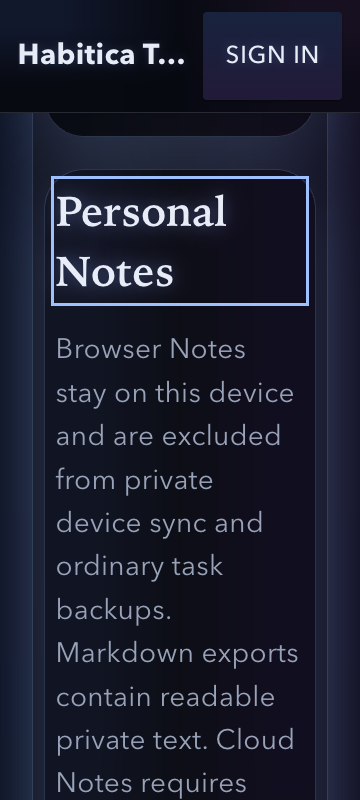 Habitica T...
SIGN IN
Personal
Notes
Browser Notes
stay on this device
and are excluded
from private
device sync and
ordinary task
backups.
Markdown exports
contain readable
private text. Cloud
Notes requires